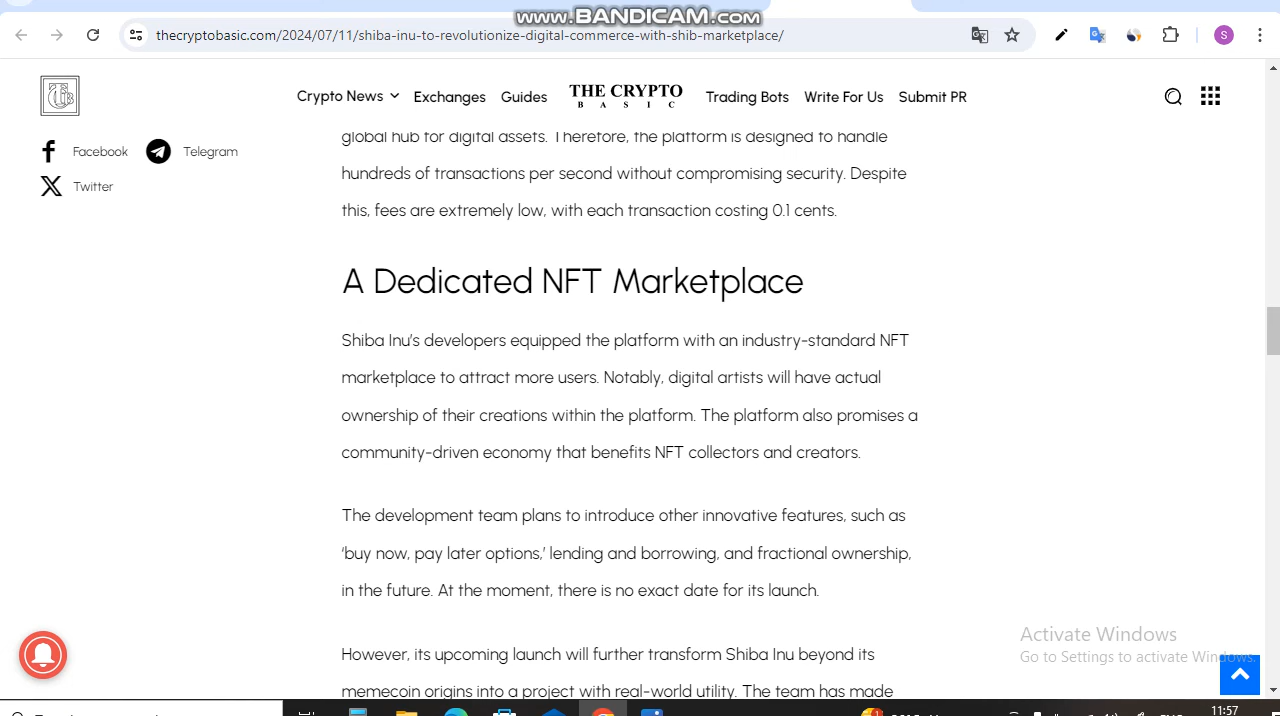 www.BANDICAM.com
thecryptobasic.com/2024/07/11/shiba-inu-to-revolutionize-digital-commerce-with-shib-marketplace/
S
Crypto News
Exchanges
Guides
THE CRYPTO
BASIC
Trading Bots
Write For Us
Submit PR
Facebook
Telegram
Twitter
global hub for digital assets. Therefore, the platform is designed to handle
hundreds of transactions per second without compromising security. Despite
this, fees are extremely low, with each transaction costing 0.1 cents.
A Dedicated NFT Marketplace
Shiba Inu's developers equipped the platform with an industry-standard NFT
marketplace to attract more users. Notably, digital artists will have actual
ownership of their creations within the platform. The platform also promises a
community-driven economy that benefits NFT collectors and creators.
The development team plans to introduce other innovative features, such as
‘buy now, pay later options,’ lending and borrowing, and fractional ownership,
in the future. At the moment, there is no exact date for its launch.
However, its upcoming launch will further transform Shiba Inu beyond its
memecoin origins into a project with real-world utility. The team has made
Activate Windows
Go to Settings to activate Windows.
11:57